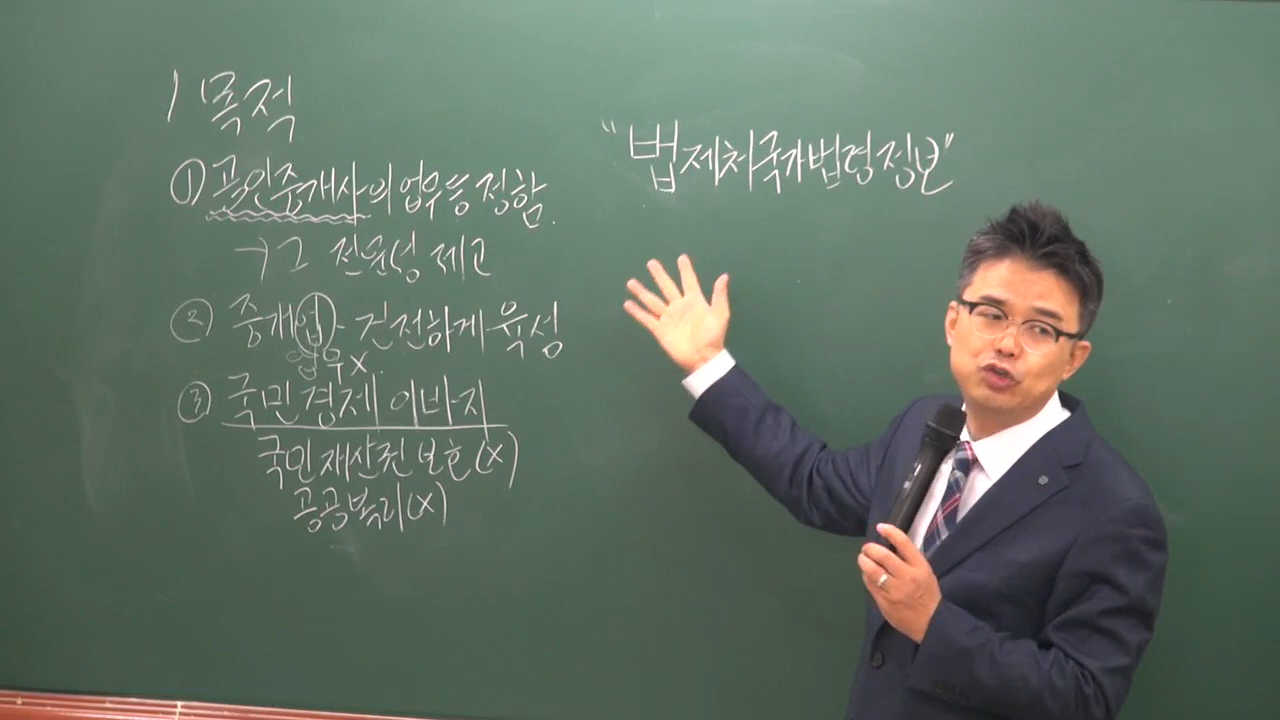 1 목적
① 공인중개사의 업무등 정함.
→ 그 전문성 제고
② 중개업 건전하게 육성
업무 X.
③ 국민경제 이바지
국민재산권 보호(X)
공공복리(X)
"법제처국가법령정보"